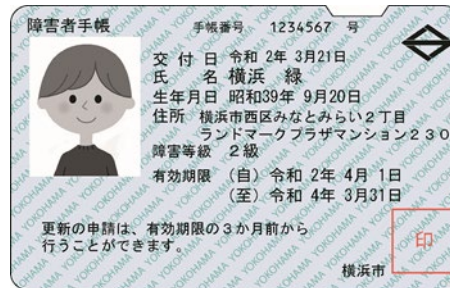 障害者手帳
手帳番号 1234567 号
交付日 令和 2年 3月21日
氏名 横浜 緑
生年月日 昭和39年 9月20日
住所 横浜市西区みなとみらい2丁目
ランドマークプラザマンション230
障害等級 2級
有効期限 (自) 令和 2年 4月 1日
(至) 令和 4年 3月31日
更新の申請は、有効期限の3か月前から
行うことができます。
横浜市
印